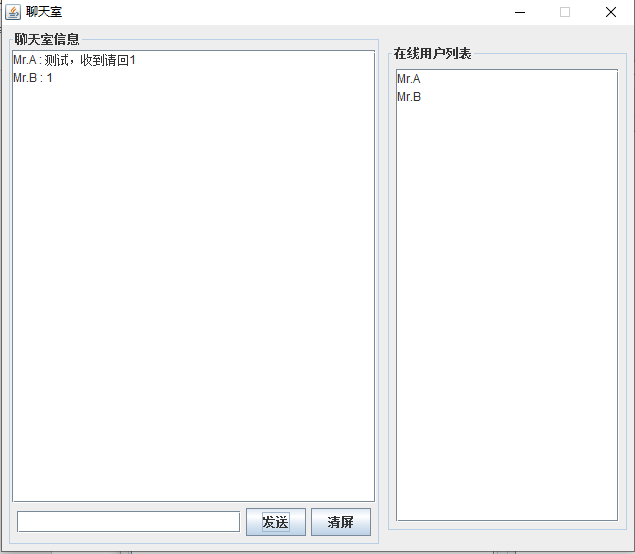 聊天室
聊天室信息
Mr.A : 测试，收到请回1
Mr.B : 1
在线用户列表
Mr.A
Mr.B
发送
清屏